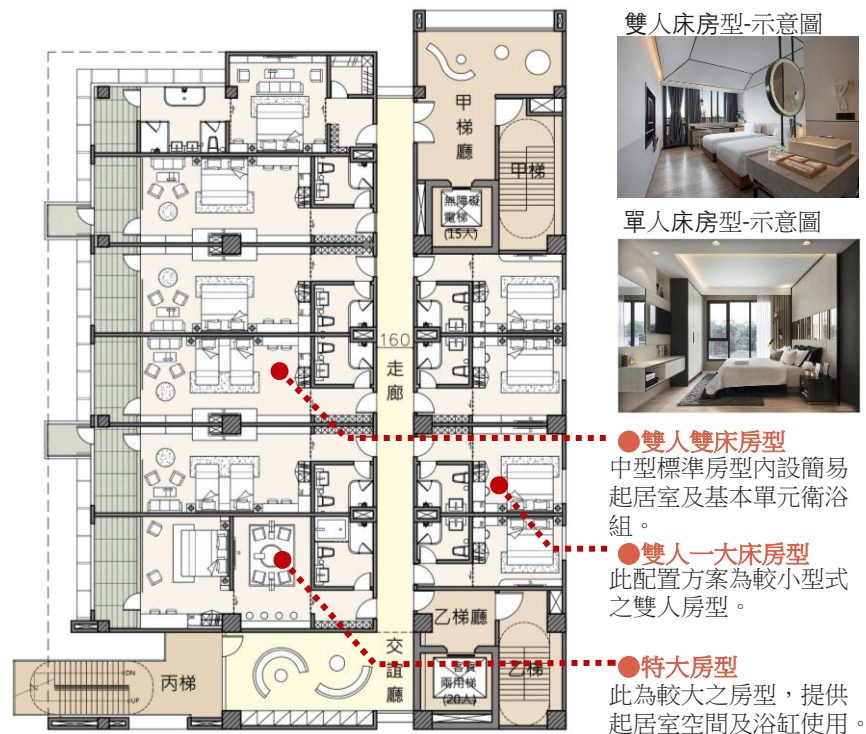 雙人床房型-示意圖
單人床房型-示意圖
甲梯廳
甲梯
無障礙
電梯
(15人)
160
走廊
●雙人雙床房型
中型標準房型內設簡易
起居室及基本單元衛浴
組。
●雙人一大床房型
此配置方案為較小型式
之雙人房型。
●特大房型
此為較大之房型，提供
起居室空間及浴缸使用。
乙梯廳
交誼廳
客貨
兩用梯
(20人)
乙梯
丙梯
DN
UP